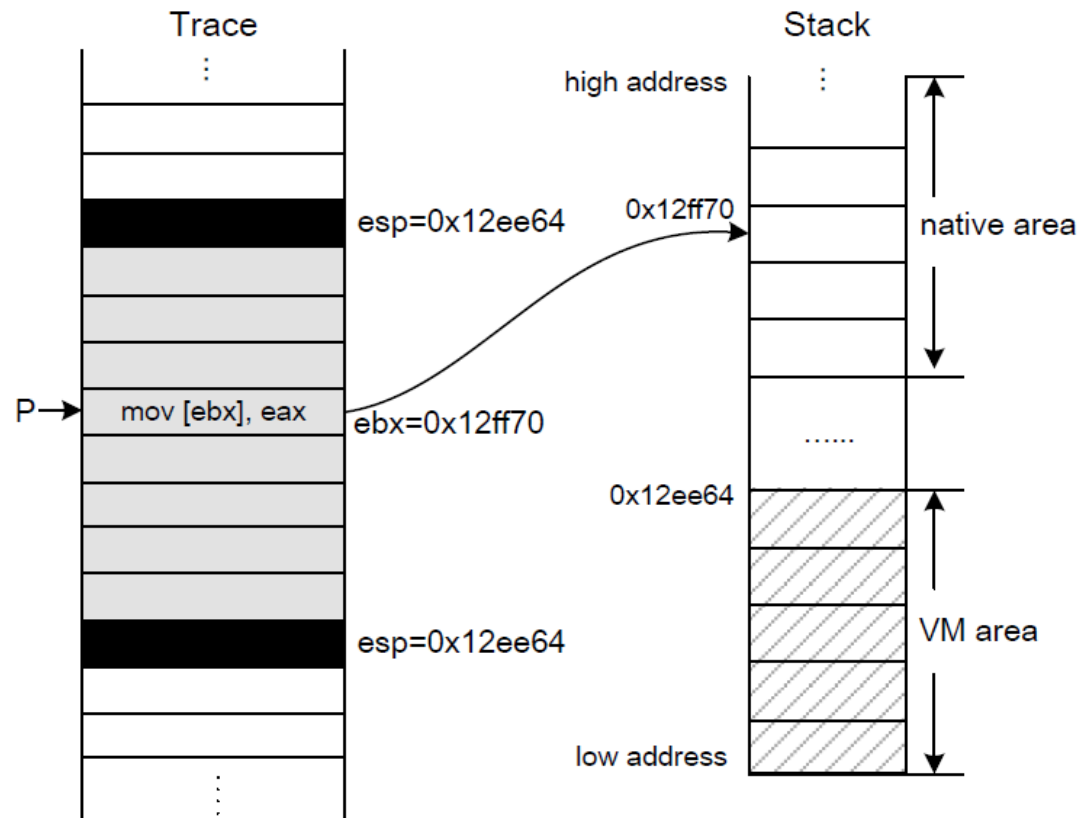 Trace
Stack
⋮
⋮
high address
esp=0x12ee64
0x12ff70
native area
P
mov [ebx], eax
ebx=0x12ff70
…...
0x12ee64
esp=0x12ee64
VM area
low address
⋮